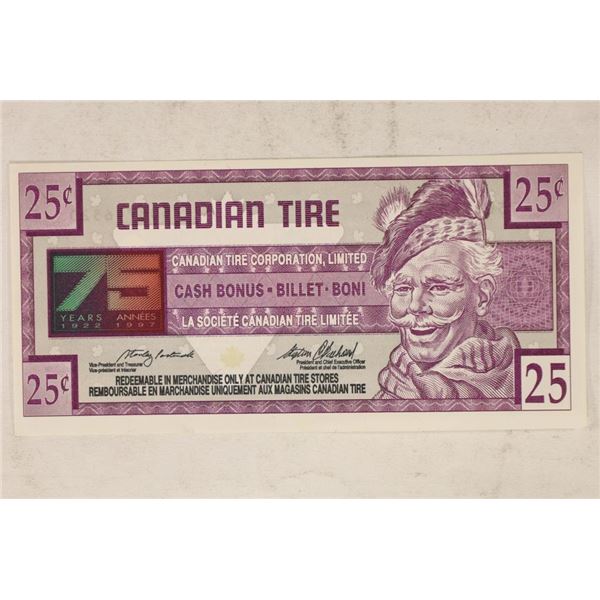 25¢
CANADIAN TIRE
25¢
75
YEARS ANNÉES
1922 1997
CANADIAN TIRE CORPORATION, LIMITED
CASH BONUS - BILLET - BONI
LA SOCIÉTÉ CANADIAN TIRE LIMITÉE
Vice-President and Treasurer
Vice-président et trésorier
President and Chief Executive Officer
Président et chef de l'administration
25¢
REDEEMABLE IN MERCHANDISE ONLY AT CANADIAN TIRE STORES
REMBOURSABLE EN MARCHANDISE UNIQUEMENT AUX MAGASINS CANADIAN TIRE
25